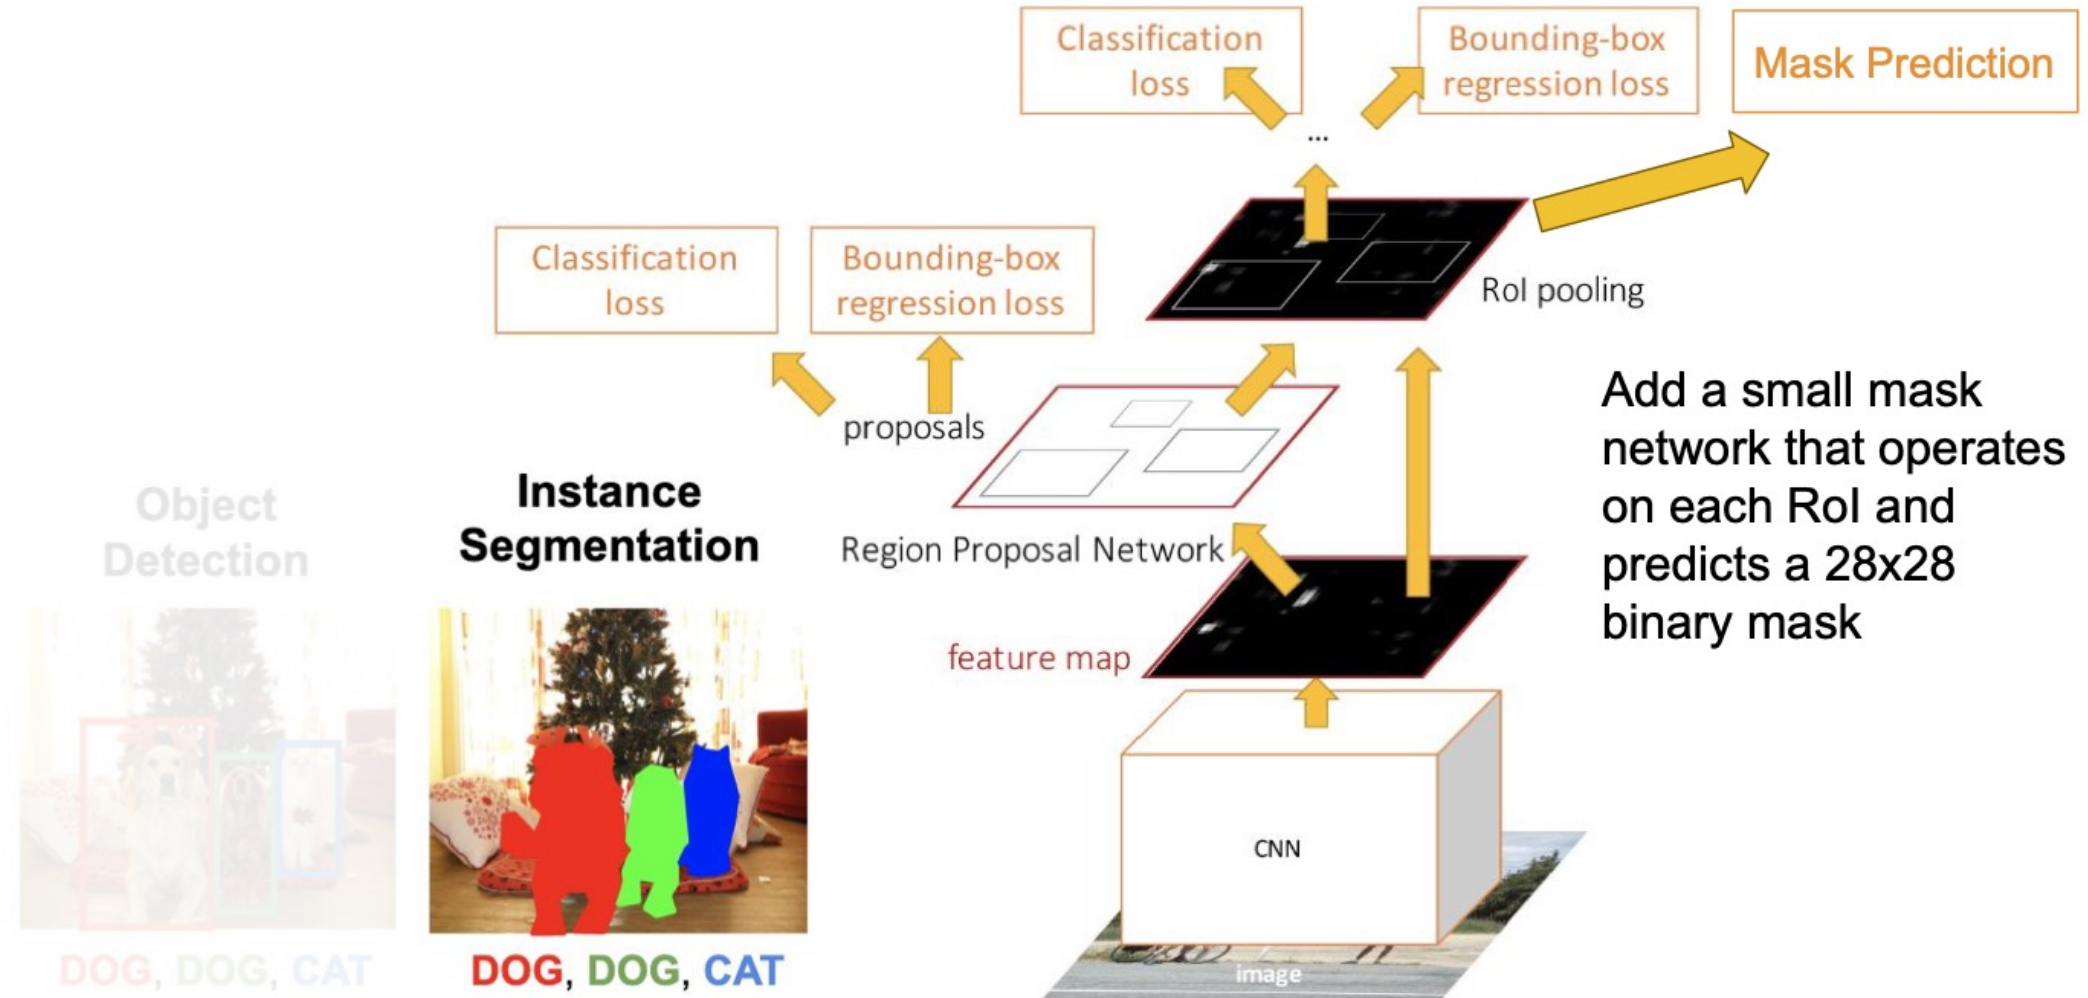 Classification
loss
Bounding-box
regression loss
Mask Prediction
...
Classification
loss
Bounding-box
regression loss
RoI pooling
proposals
Add a small mask
network that operates
on each RoI and
predicts a 28x28
binary mask
Object
Detection
Instance
Segmentation
Region Proposal Network
feature map
CNN
image
DOG, DOG, CAT
DOG, DOG, CAT